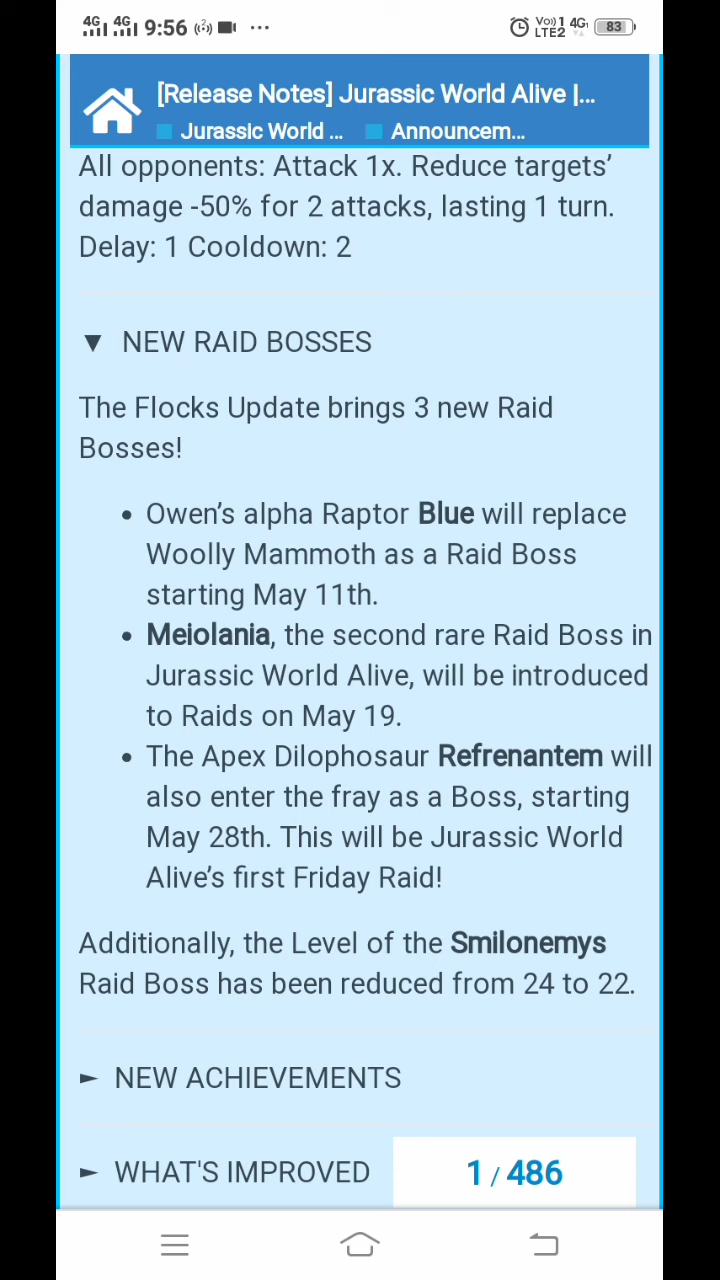 4G 4G 9:56 ...
Vo)) 1 4G
LTE2 83
[Release Notes] Jurassic World Alive |...
Jurassic World ... Announcem...
All opponents: Attack 1x. Reduce targets’
damage -50% for 2 attacks, lasting 1 turn.
Delay: 1 Cooldown: 2
▼ NEW RAID BOSSES
The Flocks Update brings 3 new Raid
Bosses!
• Owen’s alpha Raptor Blue will replace
Woolly Mammoth as a Raid Boss
starting May 11th.
• Meiolania, the second rare Raid Boss in
Jurassic World Alive, will be introduced
to Raids on May 19.
• The Apex Dilophosaur Refrenantem will
also enter the fray as a Boss, starting
May 28th. This will be Jurassic World
Alive’s first Friday Raid!
Additionally, the Level of the Smilonemys
Raid Boss has been reduced from 24 to 22.
► NEW ACHIEVEMENTS
► WHAT'S IMPROVED
1 / 486